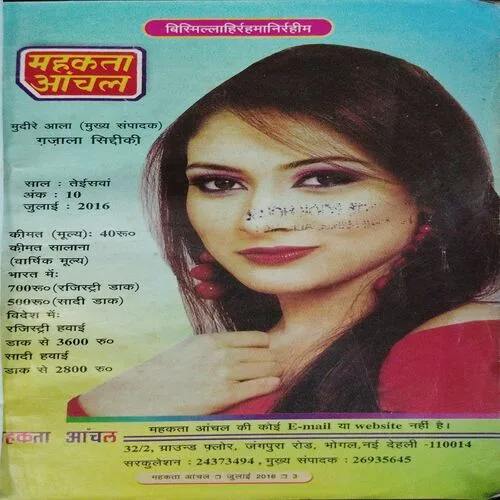 बिस्मिल्लाहिर्रहमानिर्रहीम
महकता
आंचल
मुदीरे आला (मुख्य संपादक)
ग़ज़ाला सिद्दीकी
साल : तेईसवां
अंक : 10
जुलाई : 2016
कीमत (मूल्य): 40रू०
कीमत सालाना
(वार्षिक मूल्य)
भारत में:
700रू०(रजिस्ट्री डाक)
500रू०(सादी डाक)
विदेश में:
रजिस्ट्री हवाई
डाक से 3600 रु०
सादी हवाई
डाक से 2800 रु०
महकता आंचल की कोई E-mail या website नहीं है।
महकता आंचल
32/2, ग्राउन्ड फ़्लोर, जंगपुरा रोड, भोगल,नई देहली -110014
सरकुलेशन : 24373494 , मुख्य संपादक : 26935645
महकता आंचल □ जुलाई 2016 □ 3